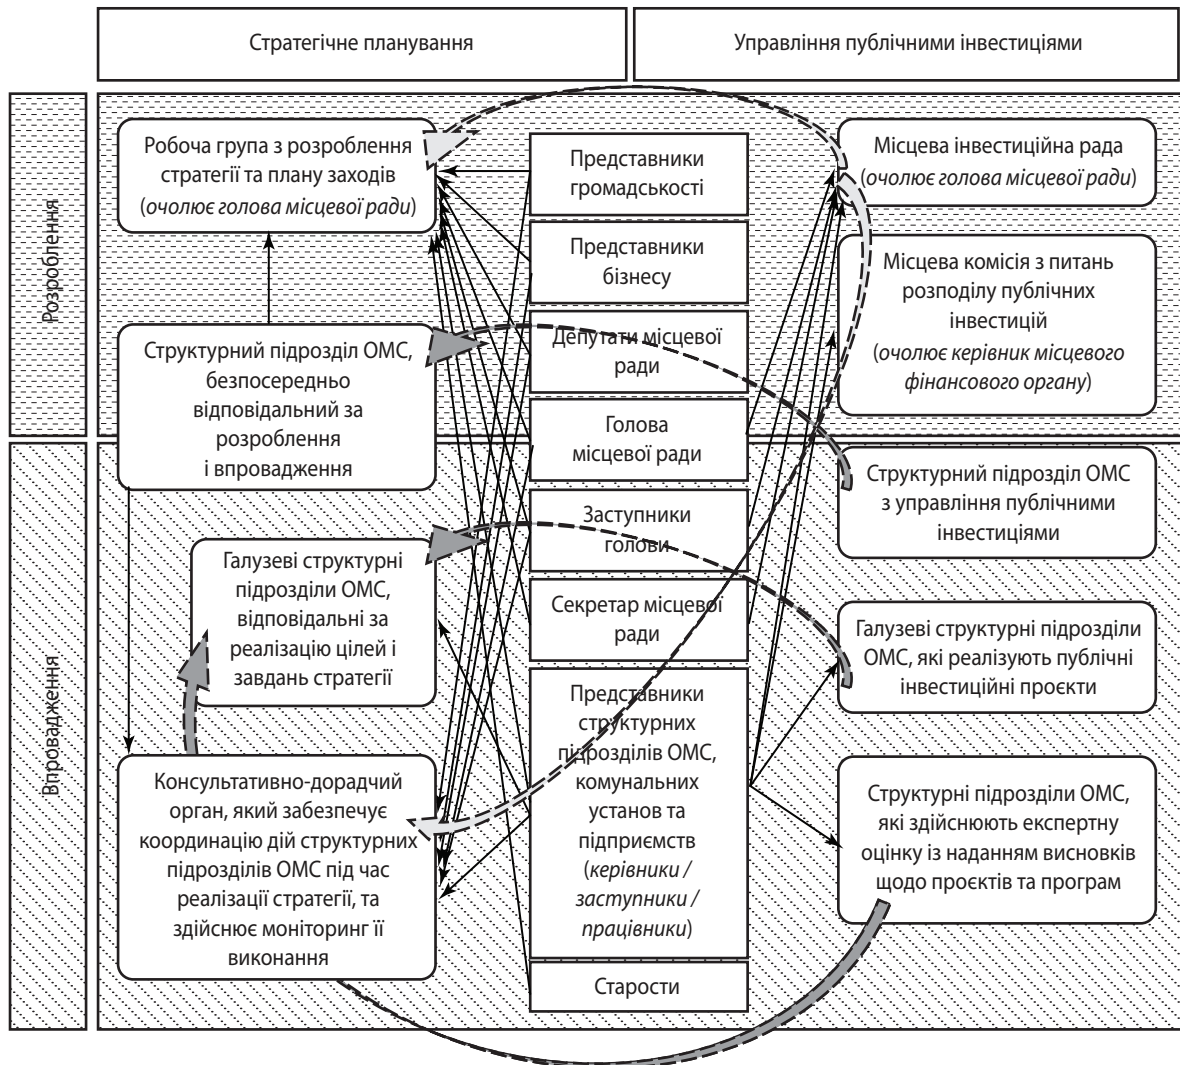 Стратегічне планування
Управління публічними інвестиціями
Розроблення
Робоча група з розроблення
стратегії та плану заходів
(очолює голова місцевої ради)
Структурний підрозділ ОМС,
безпосередньо
відповідальний за
розроблення
і впровадження
Представники
громадськості
Представники
бізнесу
Депутати місцевої
ради
Голова
місцевої ради
Заступники
голови
Секретар місцевої
ради
Представники
структурних
підрозділів ОМС,
комунальних
установ та
підприємств
(керівники /
заступники /
працівники)
Старости
Місцева інвестиційна рада
(очолює голова місцевої ради)
Місцева комісія з питань
розподілу публічних
інвестицій
(очолює керівник місцевого
фінансового органу)
Структурний підрозділ ОМС
з управління публічними
інвестиціями
Впровадження
Галузеві структурні
підрозділи ОМС,
відповідальні за
реалізацію цілей і
завдань стратегії
Консультативно-дорадчий
орган, який забезпечує
координацію дій структурних
підрозділів ОМС під час
реалізації стратегії, та
здійснює моніторинг її
виконання
Галузеві структурні підрозділи
ОМС, які реалізують публічні
інвестиційні проєкти
Структурні підрозділи ОМС,
які здійснюють експертну
оцінку із наданням висновків
щодо проєктів та програм